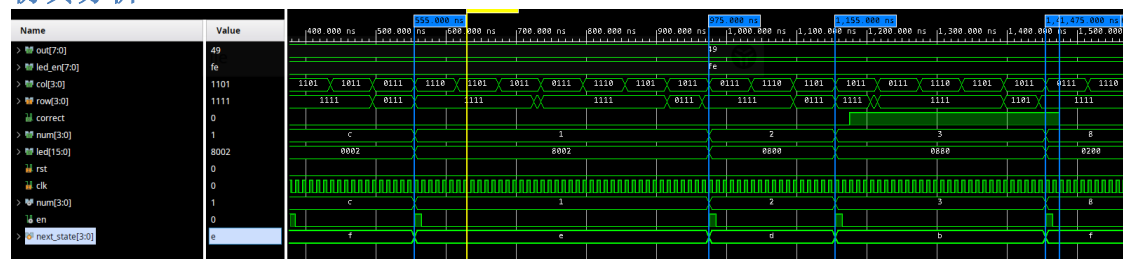 555.000 ns 975.000 ns 1,155.000 ns 1,475.000 ns
Name Value 400.000 ns 500.000 ns 600.000 ns 700.000 ns 800.000 ns 900.000 ns 1,000.000 ns 1,100.000 ns 1,200.000 ns 1,300.000 ns 1,400.000 ns 1,500.000
out[7:0] 49 49
led_en[7:0] fe fe
col[3:0] 1101 1101 1011 0111 1110 1101 1011 0111 1110 1101 1011 0111 1110 1101 0111 1011 0111 1110 1101 1011 0111 1110
row[3:0] 1111 1111 0111 1111 1111 0111 1111 0111 1111 1111 1101 1111
correct 0
num[3:0] 1 c 1 2 3 8
led[15:0] 8002 0002 8002 0800 0880 0200
rst 0
clk 0
num[3:0] 1 c 1 2 3 8
en 0
next_state[3:0] e f e d b f